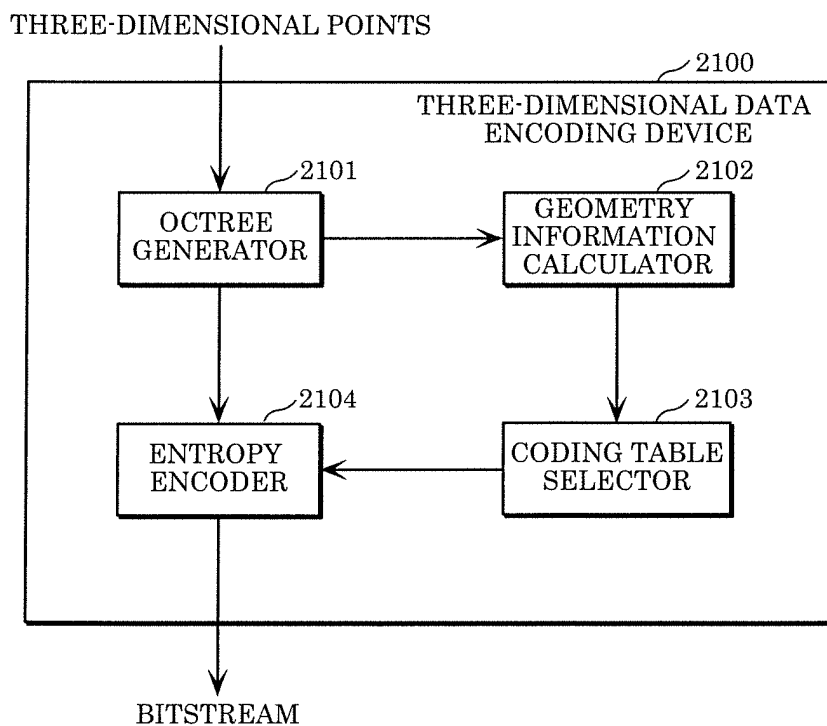 THREE-DIMENSIONAL POINTS
2100
THREE-DIMENSIONAL DATA
ENCODING DEVICE
2101
OCTREE
GENERATOR
2102
GEOMETRY
INFORMATION
CALCULATOR
2104
ENTROPY
ENCODER
2103
CODING TABLE
SELECTOR
BITSTREAM